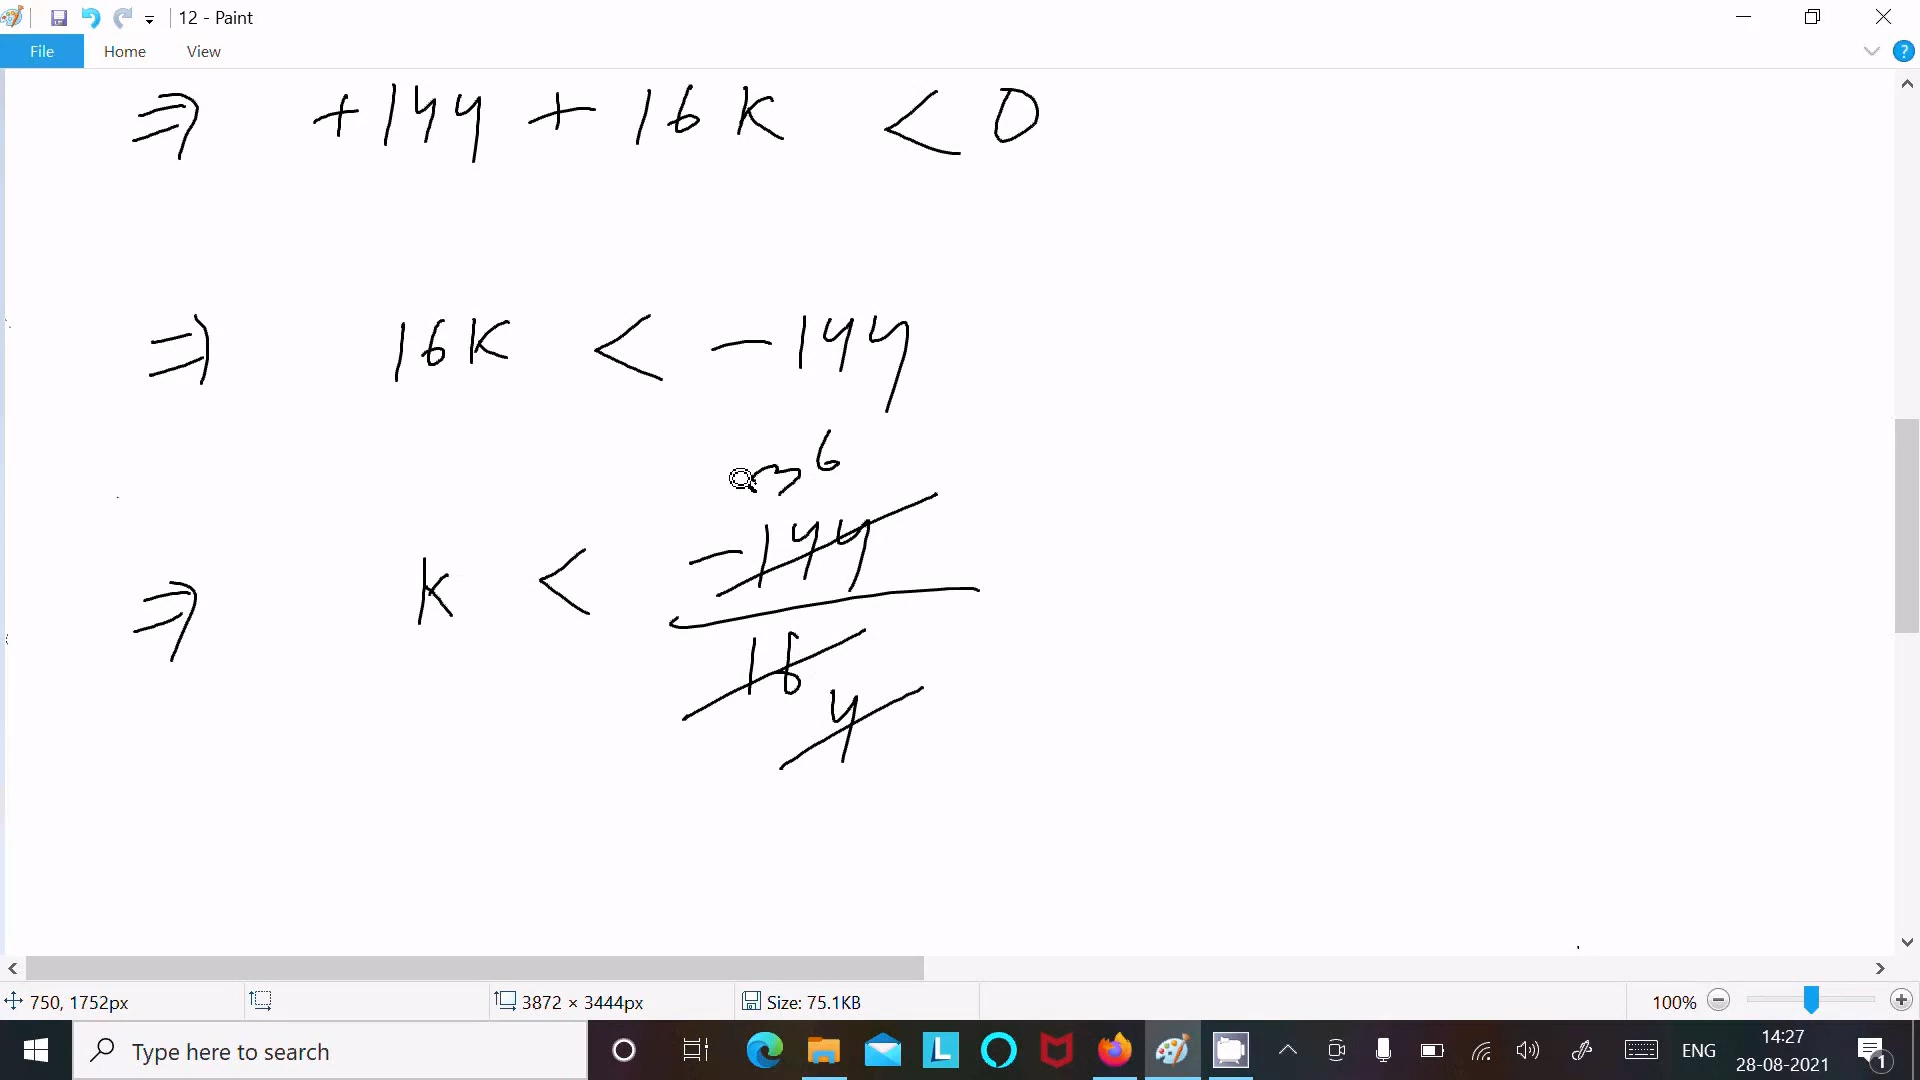 12 - Paint
File Home View
⇒ +144 + 16K < 0
⇒ 16K < -144
36
⇒ k < -144
16
4
750, 1752px 3872 × 3444px Size: 75.1KB 100%
Type here to search ENG 14:27
28-08-2021 1